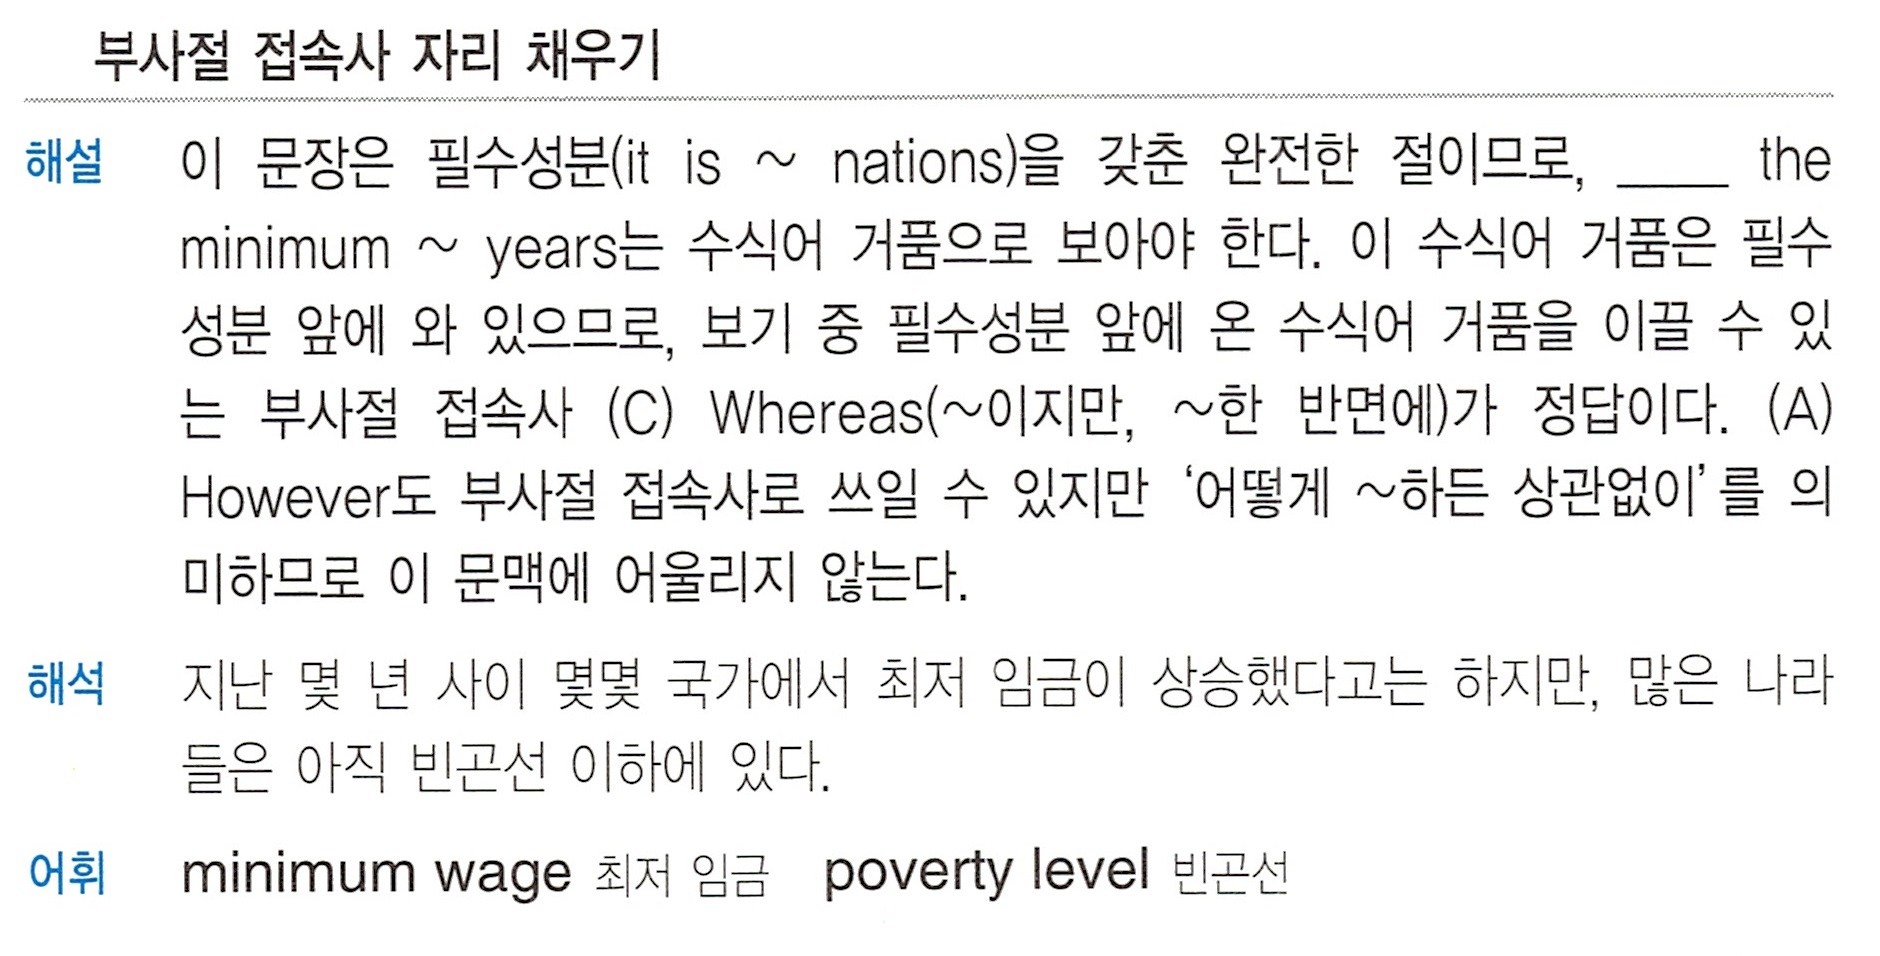 부사절 접속사 자리 채우기
해설 이 문장은 필수성분(it is ~ nations)을 갖춘 완전한 절이므로, ____ the
minimum ~ years는 수식어 거품으로 보아야 한다. 이 수식어 거품은 필수
성분 앞에 와 있으므로, 보기 중 필수성분 앞에 온 수식어 거품을 이끌 수 있
는 부사절 접속사 (C) Whereas(~이지만, ~한 반면에)가 정답이다. (A)
However도 부사절 접속사로 쓰일 수 있지만 ‘어떻게 ~하든 상관없이’를 의
미하므로 이 문맥에 어울리지 않는다.
해석 지난 몇 년 사이 몇몇 국가에서 최저 임금이 상승했다고는 하지만, 많은 나라
들은 아직 빈곤선 이하에 있다.
어휘 minimum wage 최저 임금 poverty level 빈곤선